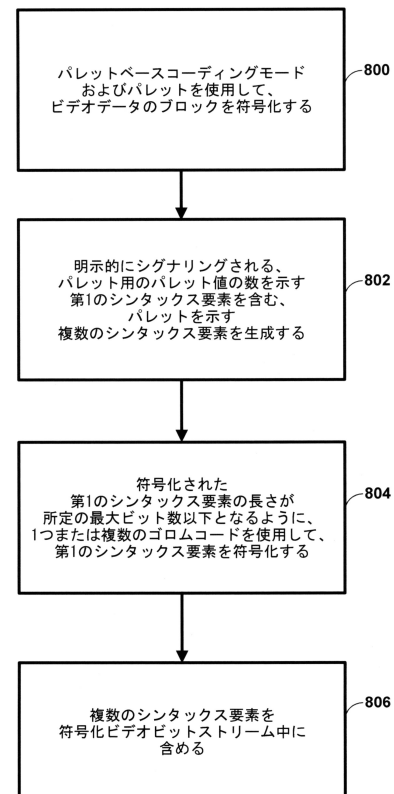 パレットベースコーディングモード
およびパレットを使用して、
ビデオデータのブロックを符号化する
800
明示的にシグナリングされる、
パレット用のパレット値の数を示す
第1のシンタックス要素を含む、
パレットを示す
複数のシンタックス要素を生成する
802
符号化された
第1のシンタックス要素の長さが
所定の最大ビット数以下となるように、
1つまたは複数のゴロムコードを使用して、
第1のシンタックス要素を符号化する
804
複数のシンタックス要素を
符号化ビデオビットストリーム中に
含める
806